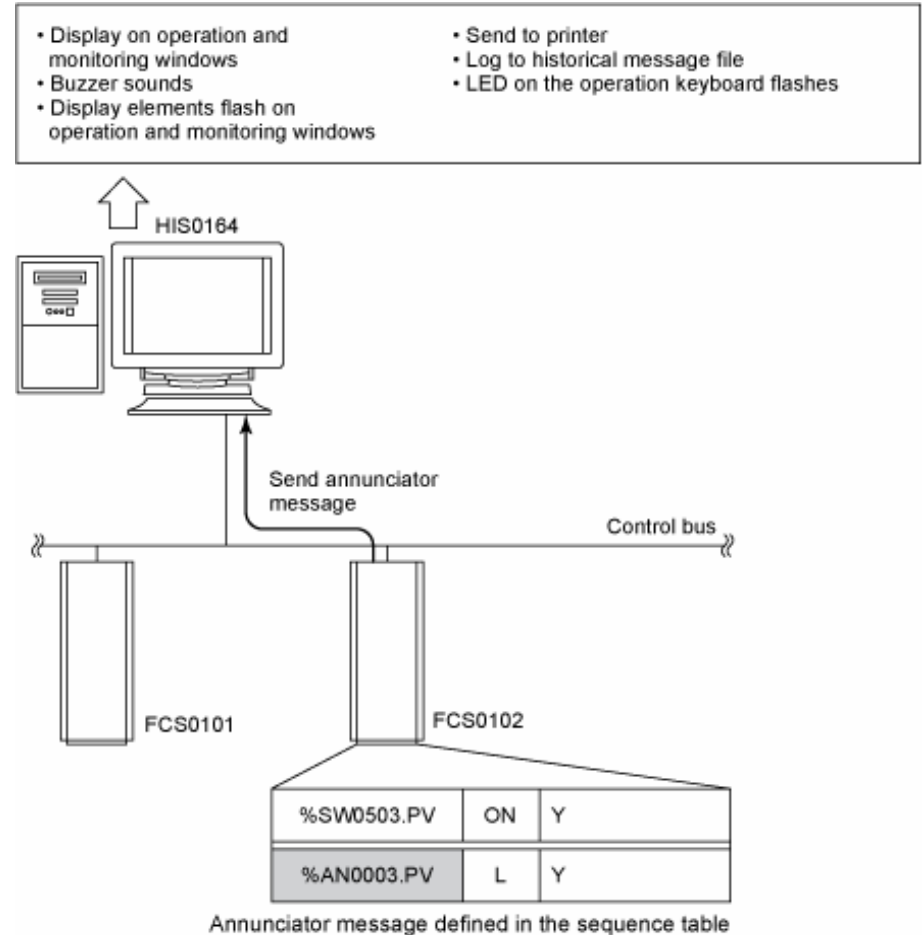 • Display on operation and
monitoring windows
• Buzzer sounds
• Display elements flash on
operation and monitoring windows
• Send to printer
• Log to historical message file
• LED on the operation keyboard flashes
HIS0164
Send annunciator
message
Control bus
FCS0101
FCS0102
%SW0503.PV ON Y
%AN0003.PV L Y
Annunciator message defined in the sequence table